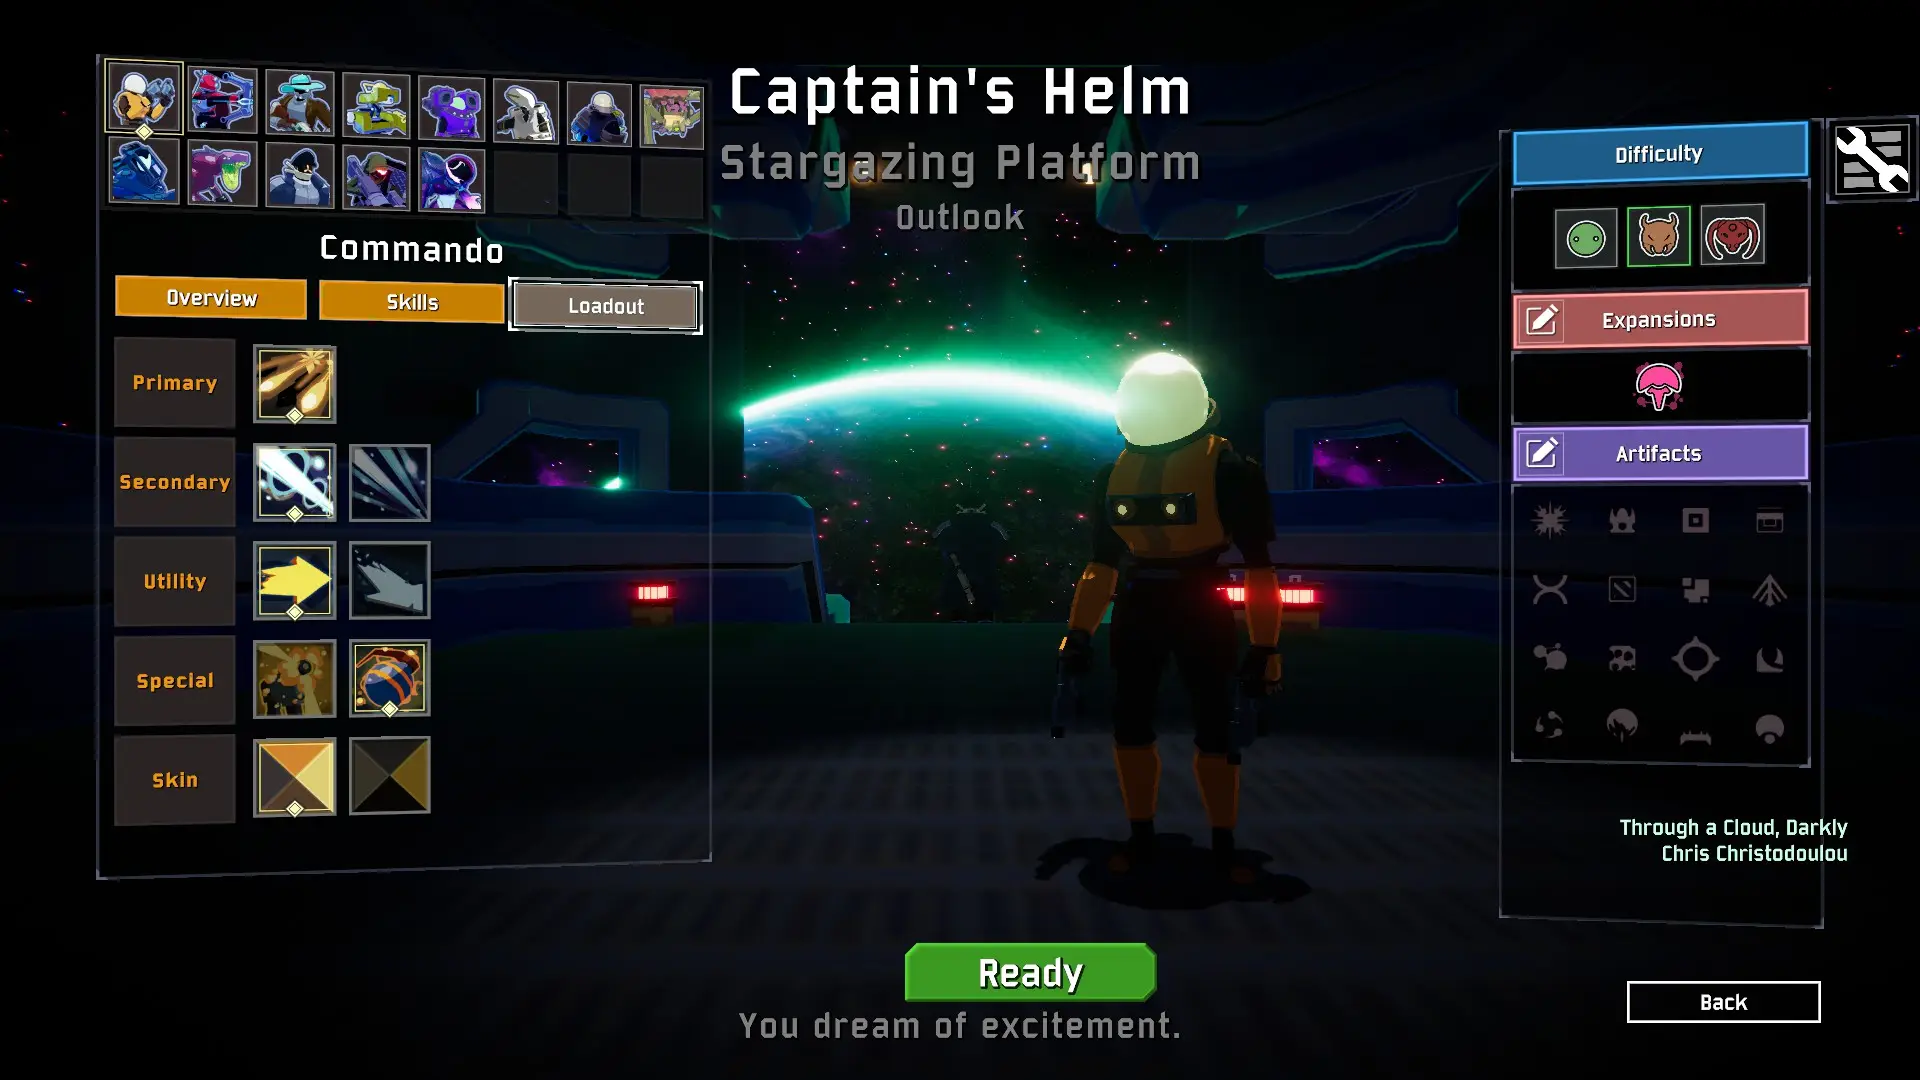 Captain's Helm
Stargazing Platform
Outlook
Commando
Overview
Skills
Loadout
Primary
Secondary
Utility
Special
Skin
Difficulty
Expansions
Artifacts
Through a Cloud, Darkly
Chris Christodoulou
Ready
You dream of excitement.
Back